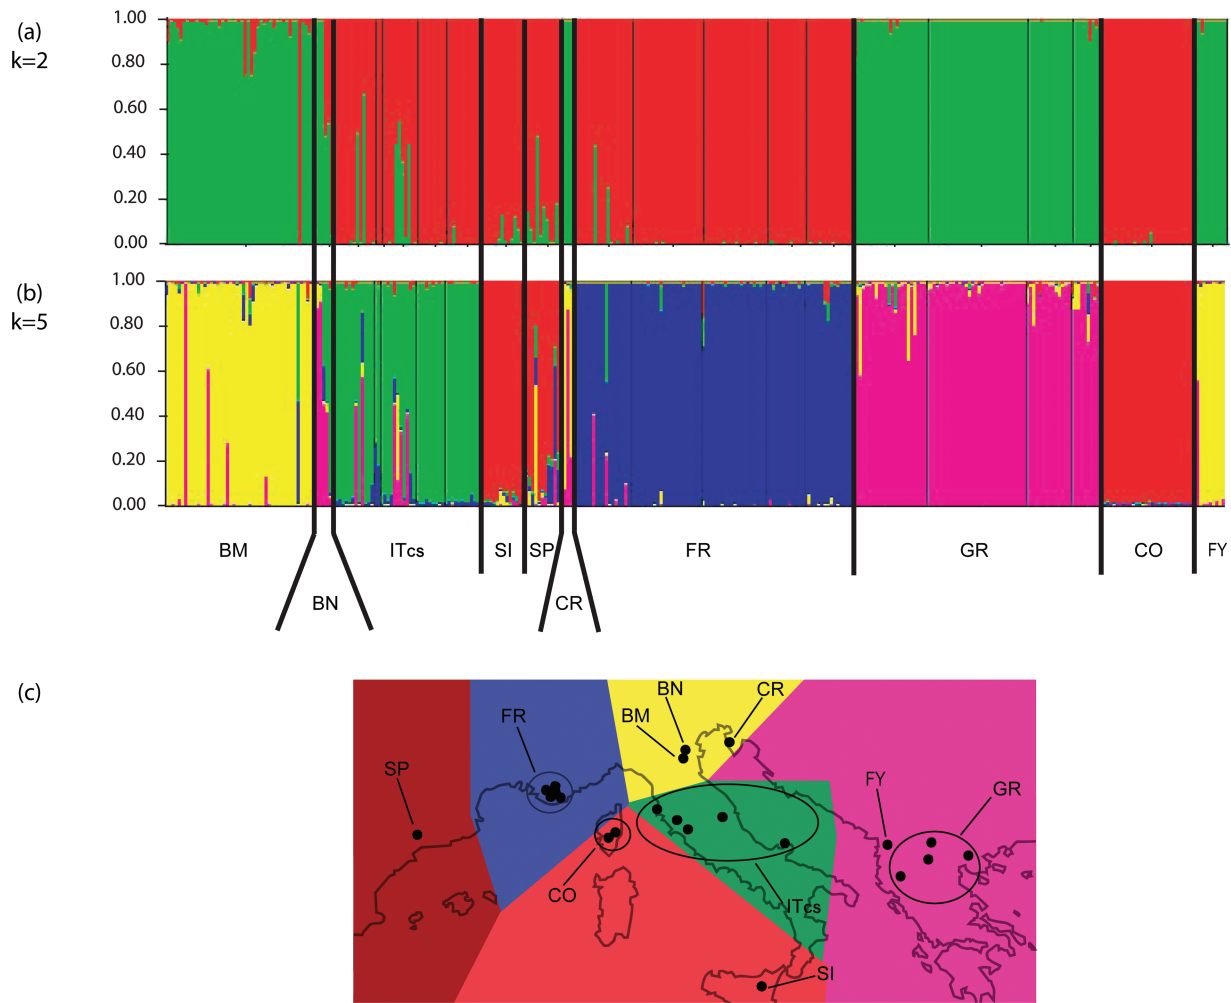 (a)
k=2
1.00
0.80
0.60
0.40
0.20
0.00
(b)
k=5
1.00
0.80
0.60
0.40
0.20
0.00
BM
ITcs
SI
SP
FR
GR
CO
FY
BN
CR
(c)
BN
CR
BM
FR
SP
FY
GR
CO
ITcs
SI